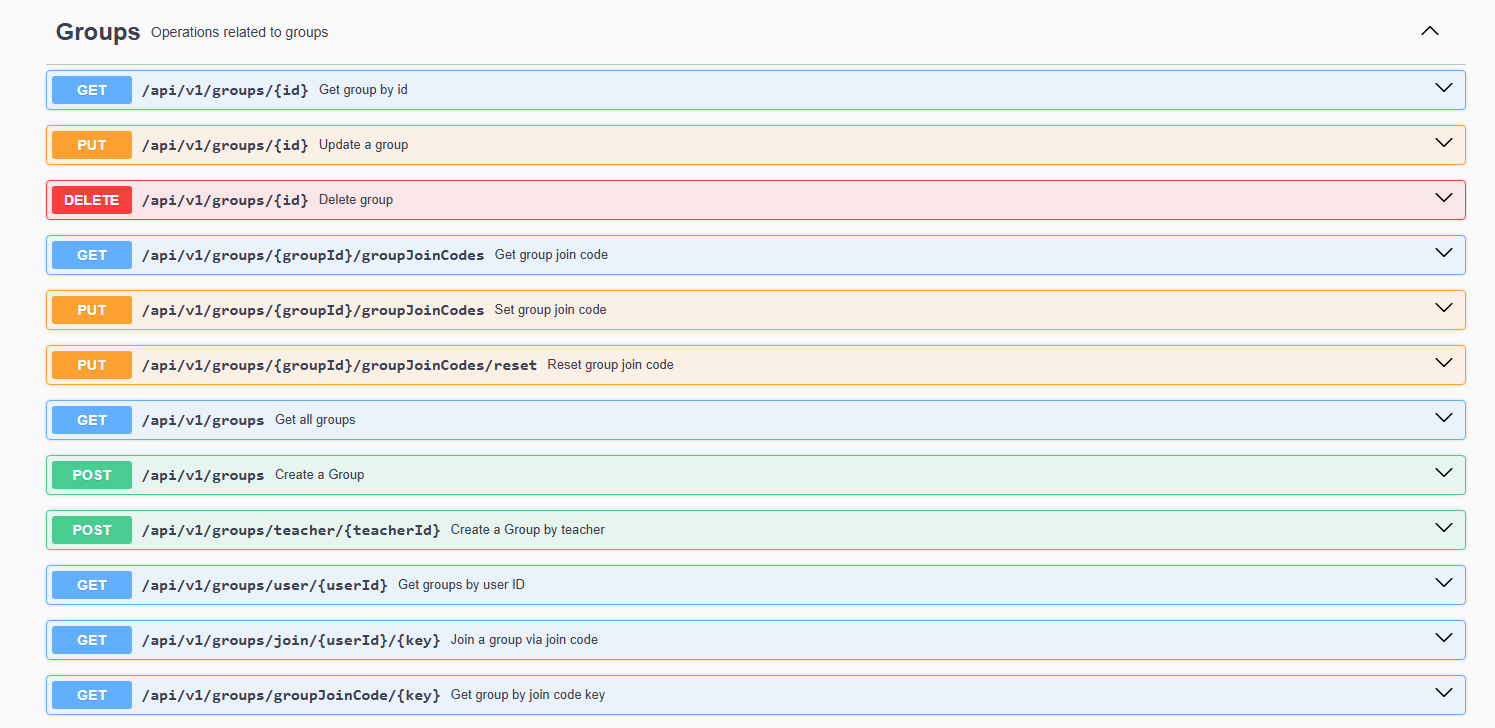 Groups Operations related to groups
GET /api/v1/groups/{id} Get group by id
PUT /api/v1/groups/{id} Update a group
DELETE /api/v1/groups/{id} Delete group
GET /api/v1/groups/{groupId}/groupJoinCodes Get group join code
PUT /api/v1/groups/{groupId}/groupJoinCodes Set group join code
PUT /api/v1/groups/{groupId}/groupJoinCodes/reset Reset group join code
GET /api/v1/groups Get all groups
POST /api/v1/groups Create a Group
POST /api/v1/groups/teacher/{teacherId} Create a Group by teacher
GET /api/v1/groups/user/{userId} Get groups by user ID
GET /api/v1/groups/join/{userId}/{key} Join a group via join code
GET /api/v1/groups/groupJoinCode/{key} Get group by join code key